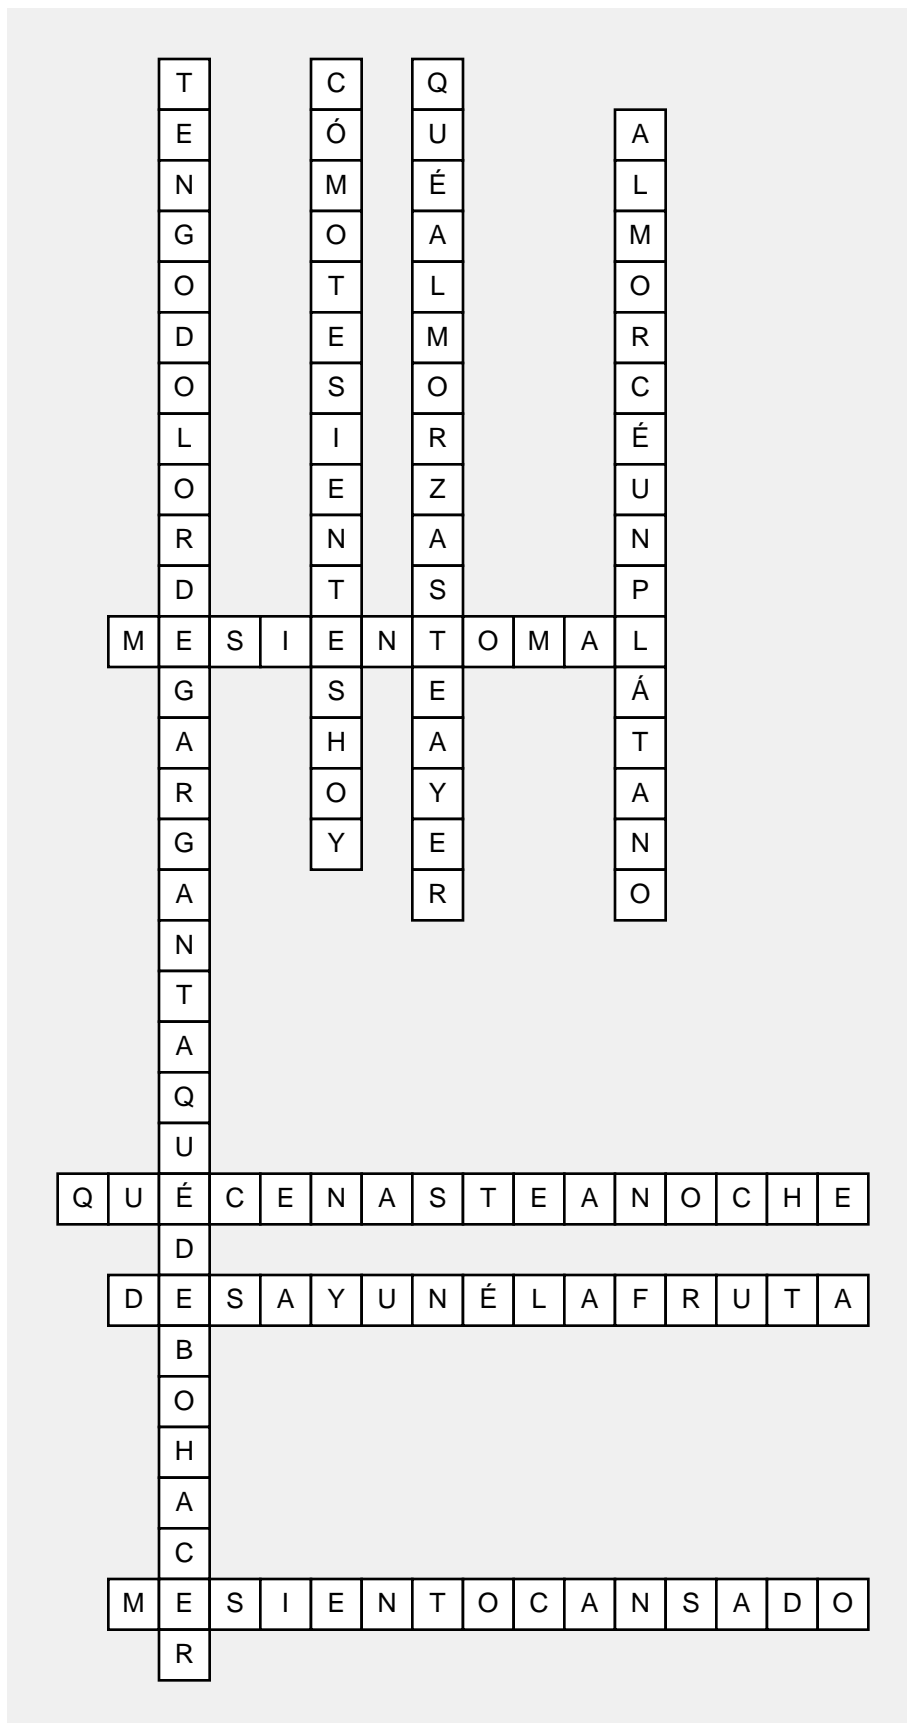 TENGODOLORDEGARGANTAQUÉDEBOHACER
CÓMOTESIENTESHOY
QUÉALMORZASTEAYER
ALMORCÉUNPLÁTANO
MESIENTOMAL
QUÉCENASTEANOCHE
DESAYUNÉLAFRUTA
MESIENTOCANSADO